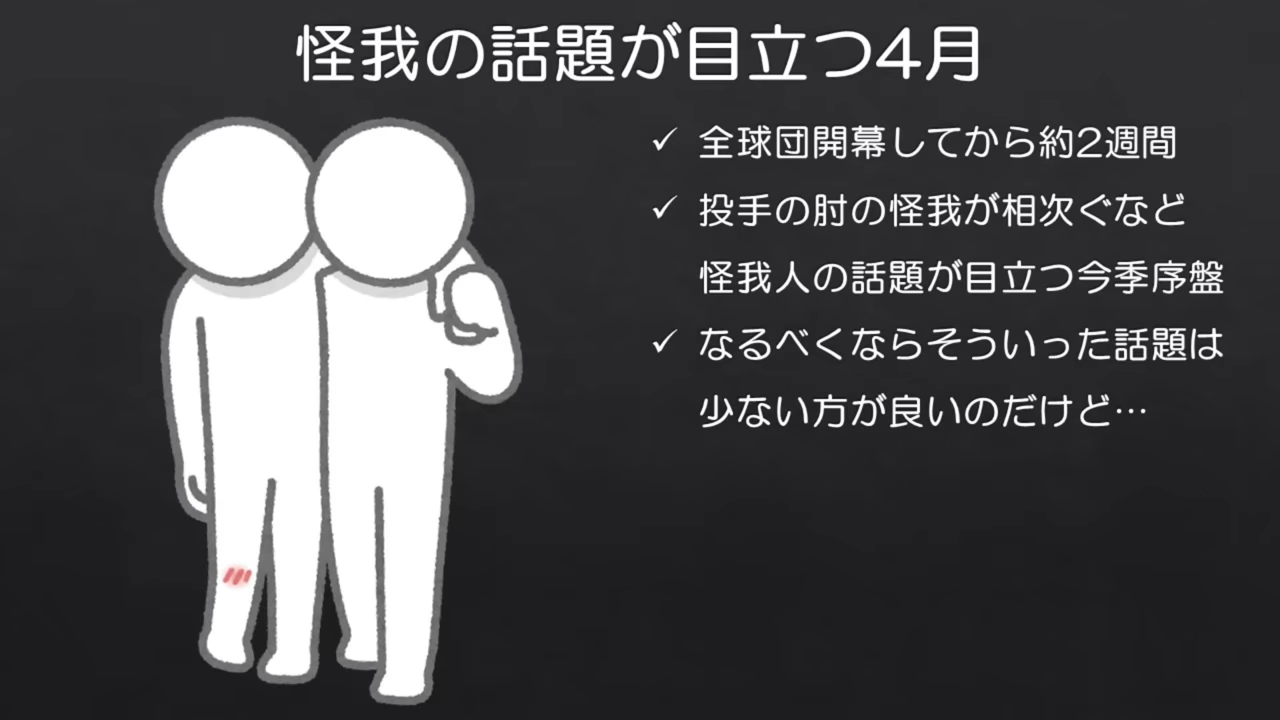 怪我の話題が目立つ4月
✓ 全球団開幕してから約2週間
✓ 投手の肘の怪我が相次ぐなど
怪我人の話題が目立つ今季序盤
✓ なるべくならそういった話題は
少ない方が良いのだけど…